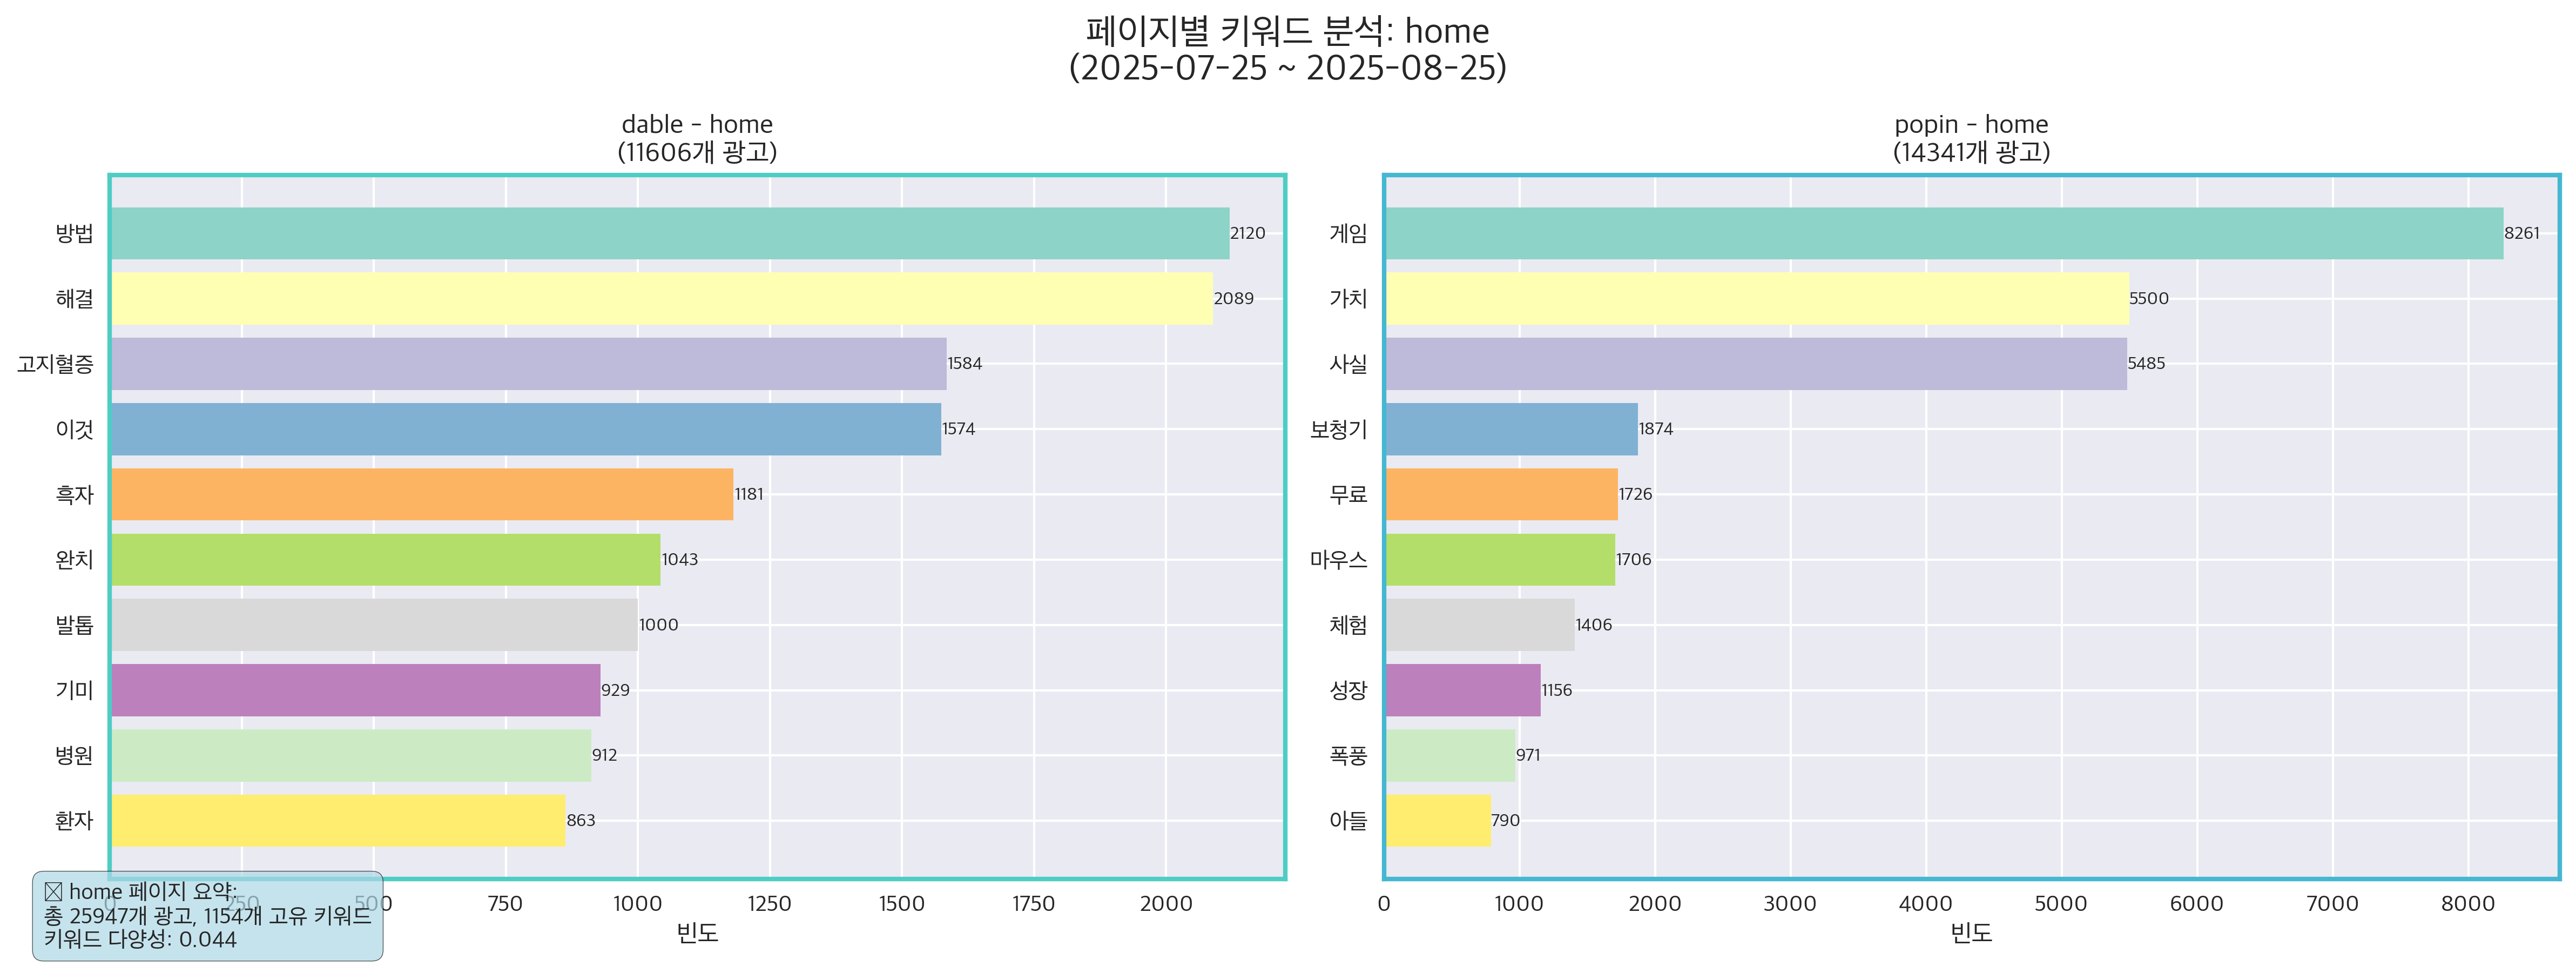 페이지별 키워드 분석: home
(2025-07-25 ~ 2025-08-25)
dable - home
(11606개 광고)
방법
2120
해결
2089
고지혈증
1584
이것
1574
흑자
1181
완치
1043
발톱
1000
기미
929
병원
912
환자
863
0
250
500
750
1000
1250
1500
1750
2000
빈도
popin - home
(14341개 광고)
게임
8261
가치
5500
사실
5485
보청기
1874
무료
1726
마우스
1706
체험
1406
성장
1156
폭풍
971
아들
790
0
1000
2000
3000
4000
5000
6000
7000
8000
빈도
home 페이지 요약:
총 25947개 광고, 1154개 고유 키워드
키워드 다양성: 0.044